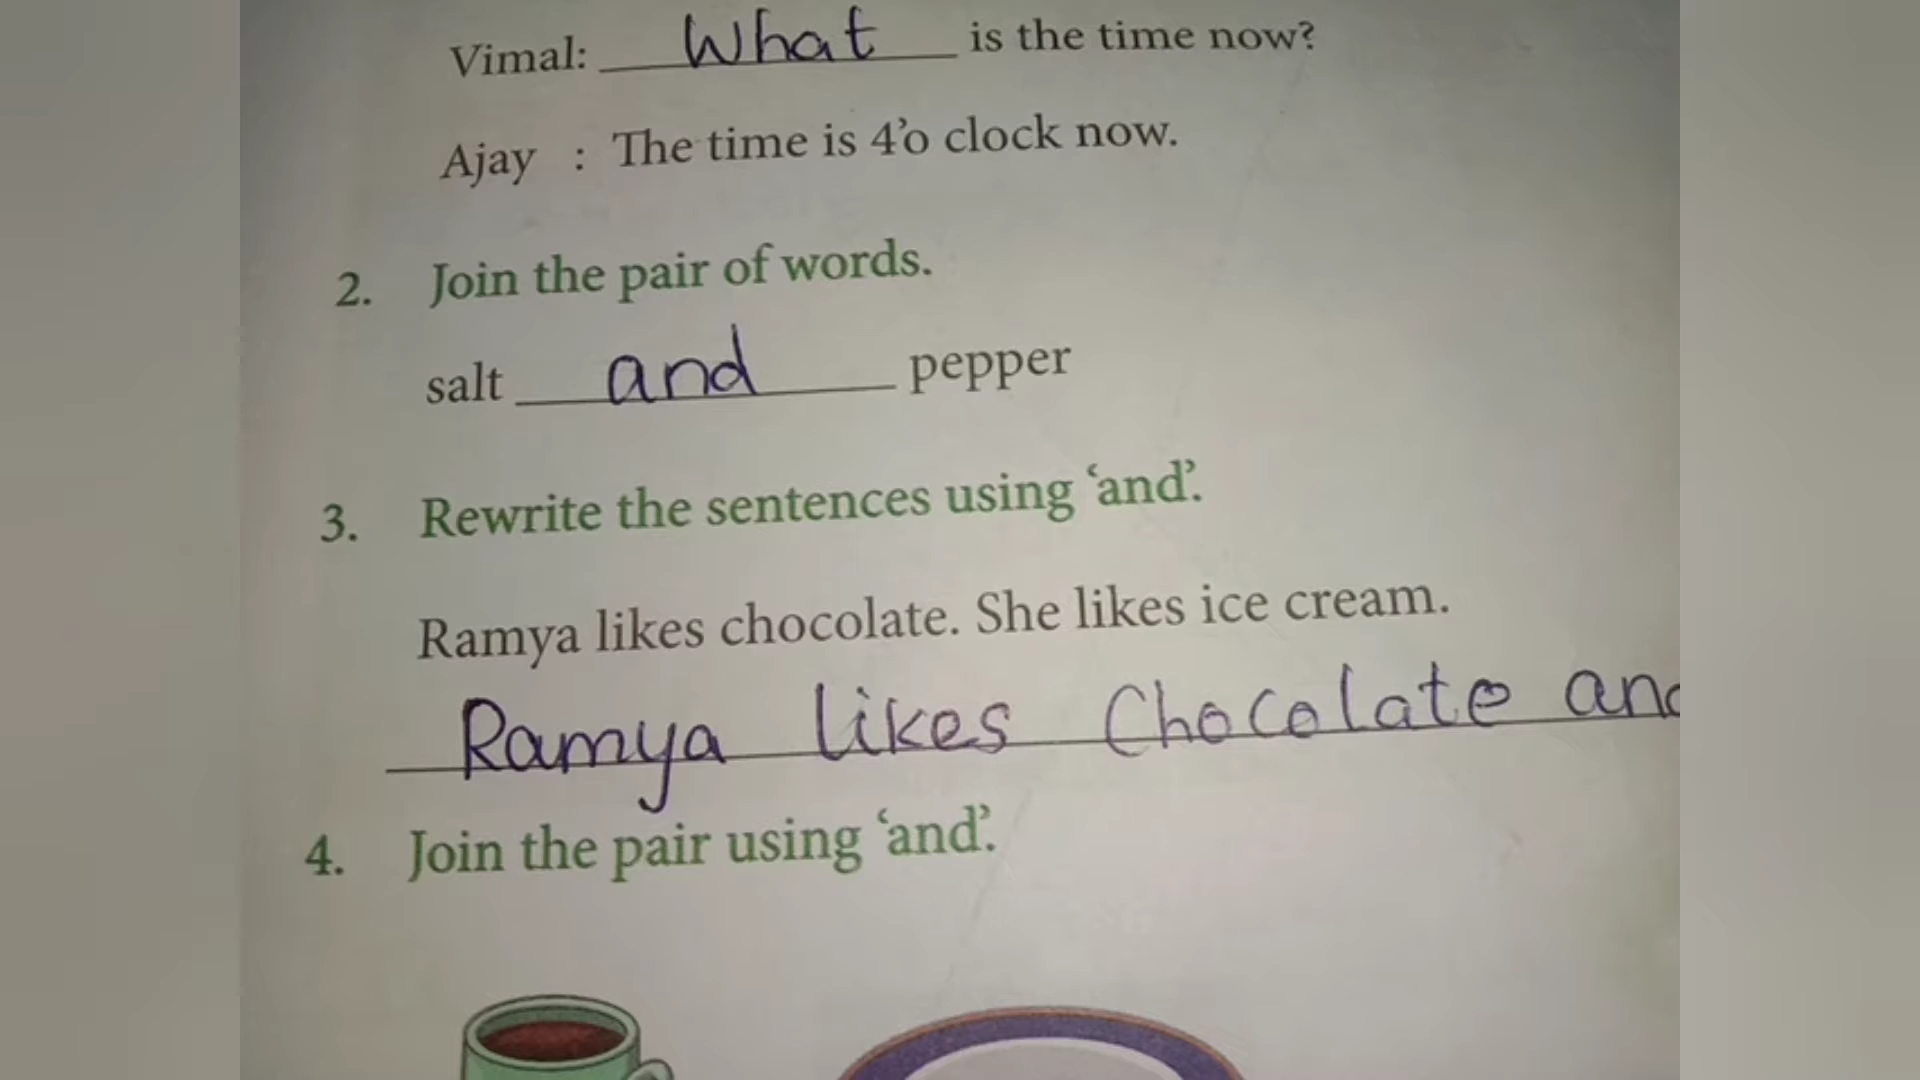 Vimal: What is the time now?
Ajay : The time is 4’o clock now.
2. Join the pair of words.
salt and pepper
3. Rewrite the sentences using ‘and’.
Ramya likes chocolate. She likes ice cream.
Ramya likes Chocolate
4. Join the pair using ‘and’.